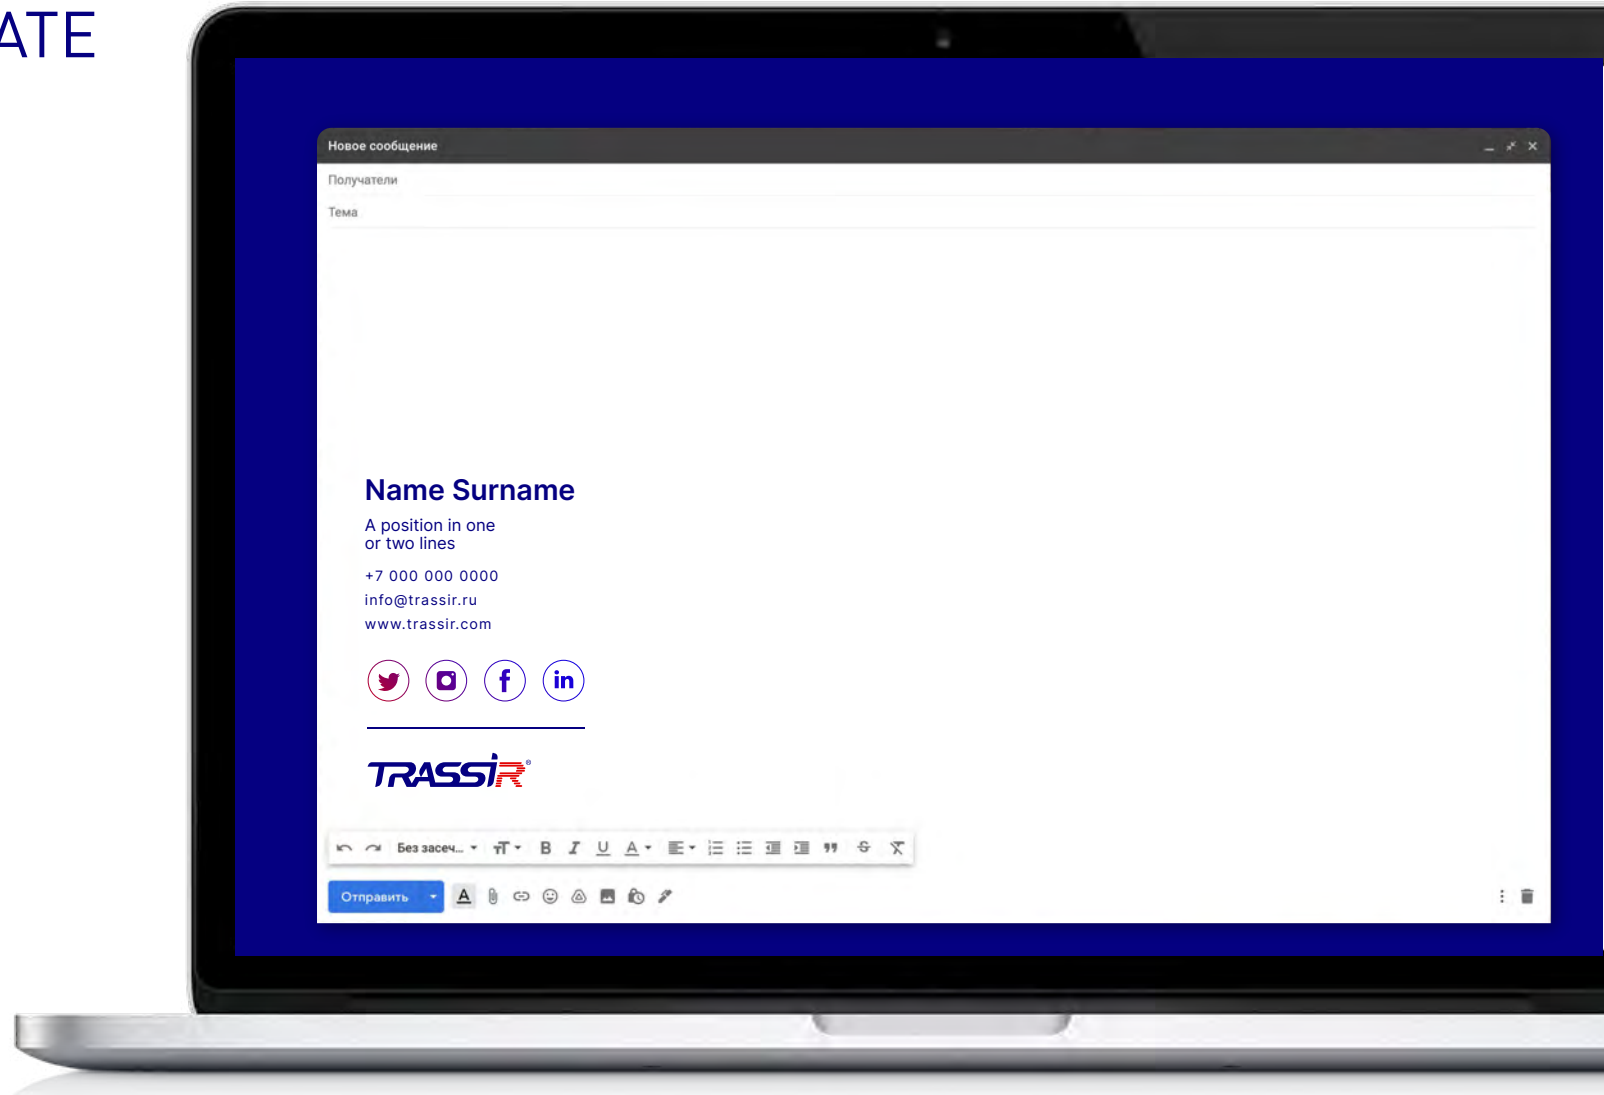 ATE
Новое сообщение
Получатели
Тема
Name Surname
A position in one
or two lines
+7 000 000 0000
info@trassir.ru
www.trassir.com
f in
TRASSIR®
Без засеч...
Отправить